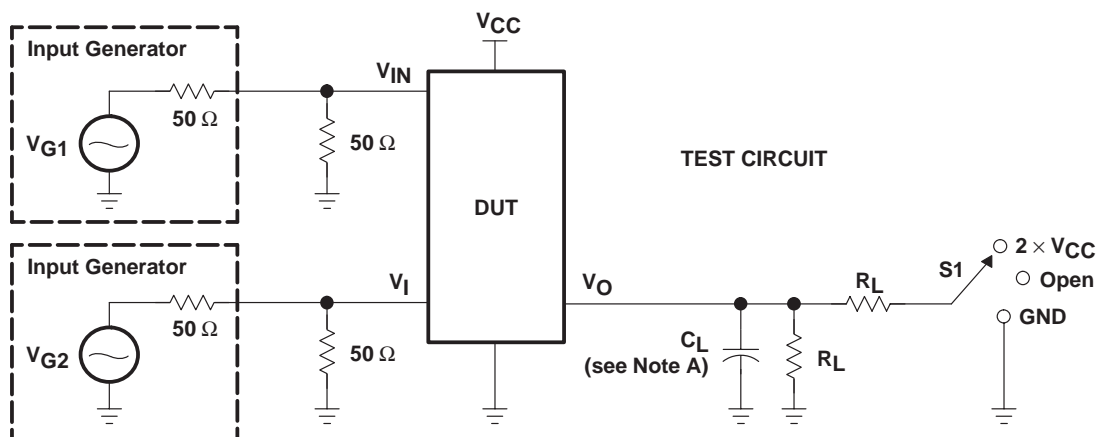 Input Generator
VG1
50 Ω
50 Ω
VIN
VCC
DUT
TEST CIRCUIT
Input Generator
VG2
50 Ω
50 Ω
VI
VO
CL
(see Note A)
RL
RL
S1
2 × VCC
Open
GND